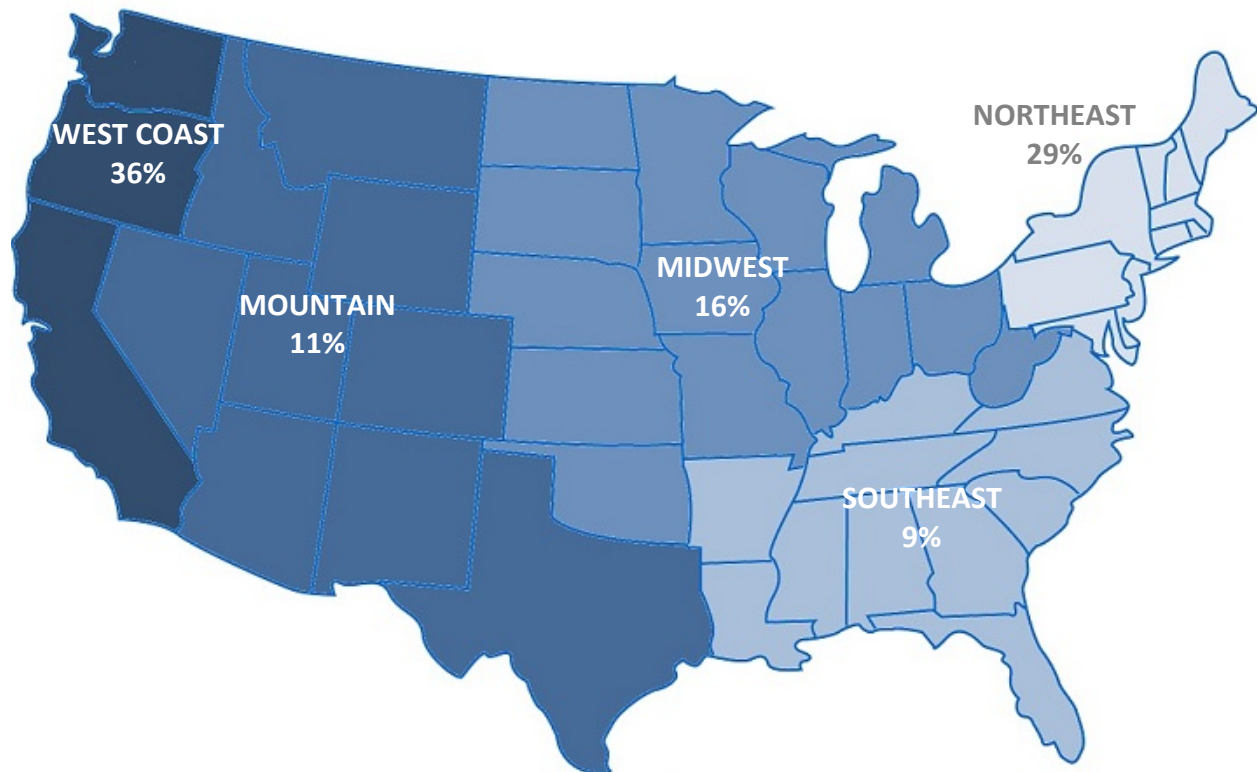 WEST COAST
36%
NORTHEAST
29%
MOUNTAIN
11%
MIDWEST
16%
SOUTHEAST
9%